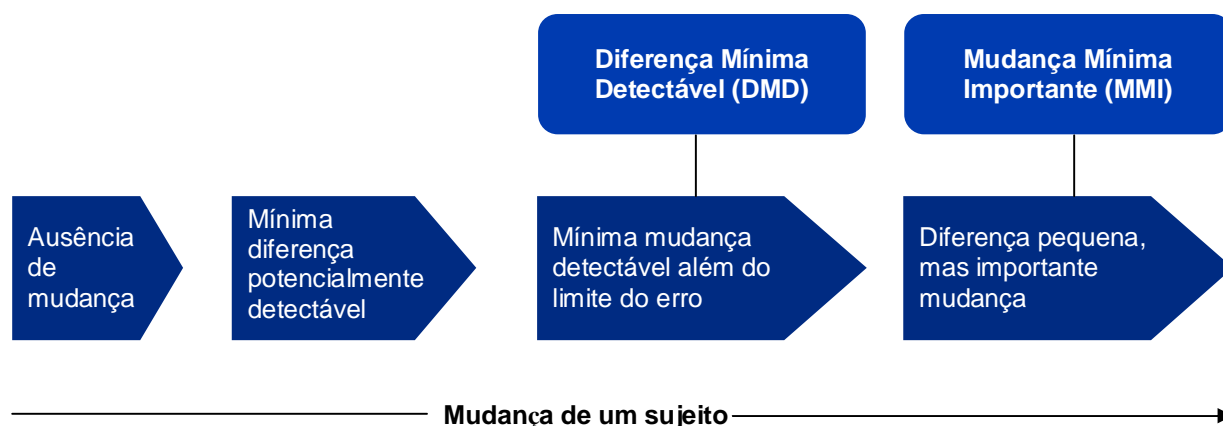 Diferença Mínima
Detectável (DMD)
Mudança Mínima
Importante (MMI)
Ausência
de
mudança
Mínima
diferença
potencialmente
detectável
Mínima mudança
detectável além do
limite do erro
Diferença pequena,
mas importante
mudança
Mudança de um sujeito